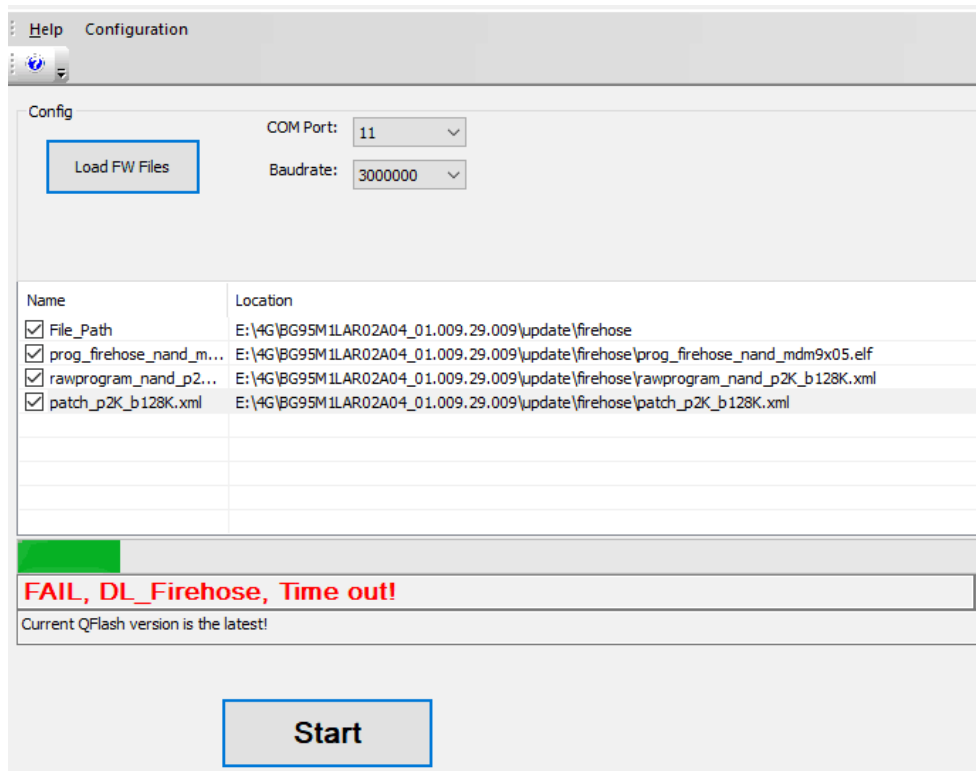 Help Configuration
Config
COM Port: 11
Load FW Files
Baudrate: 3000000
Name Location
File_Path E:\4G\BG95M1LAR02A04_01.009.29.009\update\firehose
prog_firehose_nand_m... E:\4G\BG95M1LAR02A04_01.009.29.009\update\firehose\prog_firehose_nand_mdm9x05.elf
rawprogram_nand_p2... E:\4G\BG95M1LAR02A04_01.009.29.009\update\firehose\rawprogram_nand_p2K_b128K.xml
patch_p2K_b128K.xml E:\4G\BG95M1LAR02A04_01.009.29.009\update\firehose\patch_p2K_b128K.xml
FAIL, DL_Firehose, Time out!
Current QFlash version is the latest!
Start